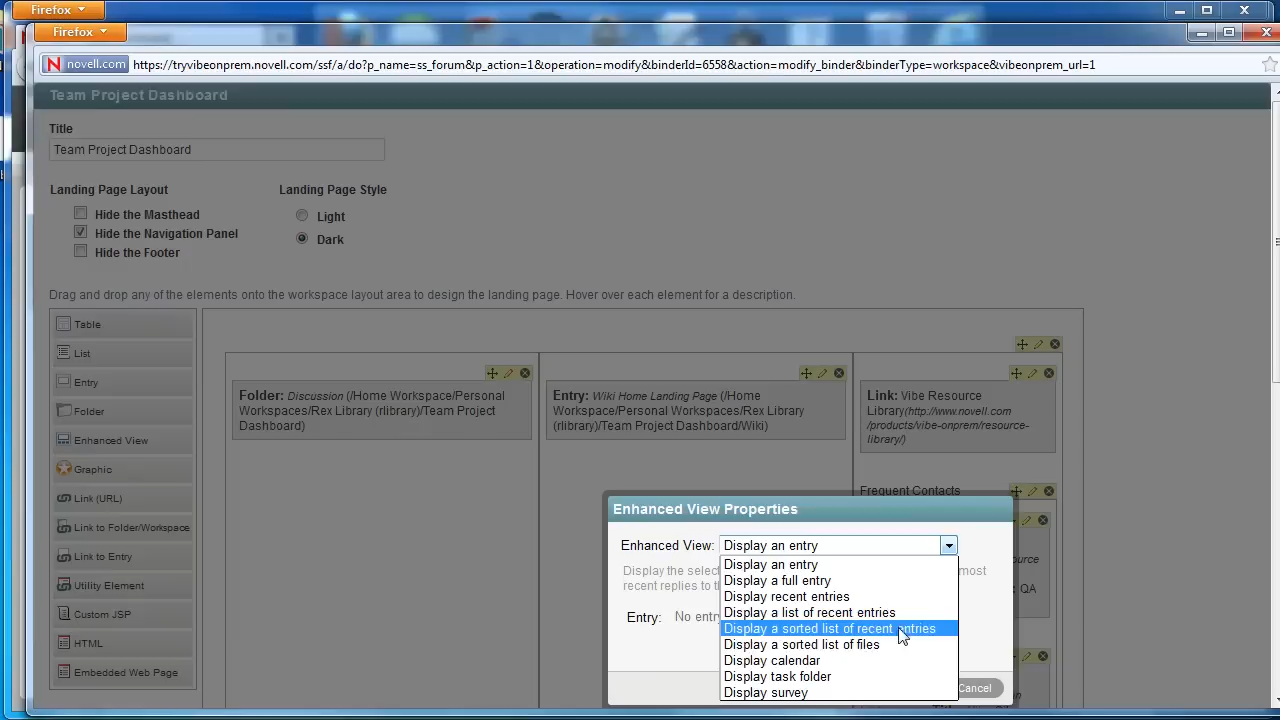 Firefox
Firefox
novell.com https://tryvibeonprem.novell.com/ssf/a/do?p_name=ss_forum&p_action=1&operation=modify&binderId=6558&action=modify_binder&binderType=workspace&vibeonprem_url=1
Team Project Dashboard
Title
Team Project Dashboard
Landing Page Layout
Landing Page Style
Hide the Masthead
Light
Hide the Navigation Panel
Dark
Hide the Footer
Drag and drop any of the elements onto the workspace layout area to design the landing page. Hover over each element for a description.
Table
List
Entry
Folder
Enhanced View
Graphic
Link (URL)
Link to Folder/Workspace
Link to Entry
Utility Element
Custom JSP
HTML
Embedded Web Page
Folder: Discussion (/Home Workspace/Personal
Workspaces/Rex Library (rlibrary)/Team Project
Dashboard)
Entry: Wiki Home Landing Page (/Home
Workspace/Personal Workspaces/Rex Library
(rlibrary)/Team Project Dashboard/Wiki)
Link: Vibe Resource
Library(http://www.novell.com
/products/vibe-onprem/resource-
library/)
Frequent Contacts
QA
Enhanced View Properties
Enhanced View: Display an entry
Display the most
recent replies to
Entry: No
Display an entry
Display a full entry
Display recent entries
Display a list of recent entries
Display a sorted list of recent entries
Display a sorted list of files
Display calendar
Display task folder
Display survey
Cancel